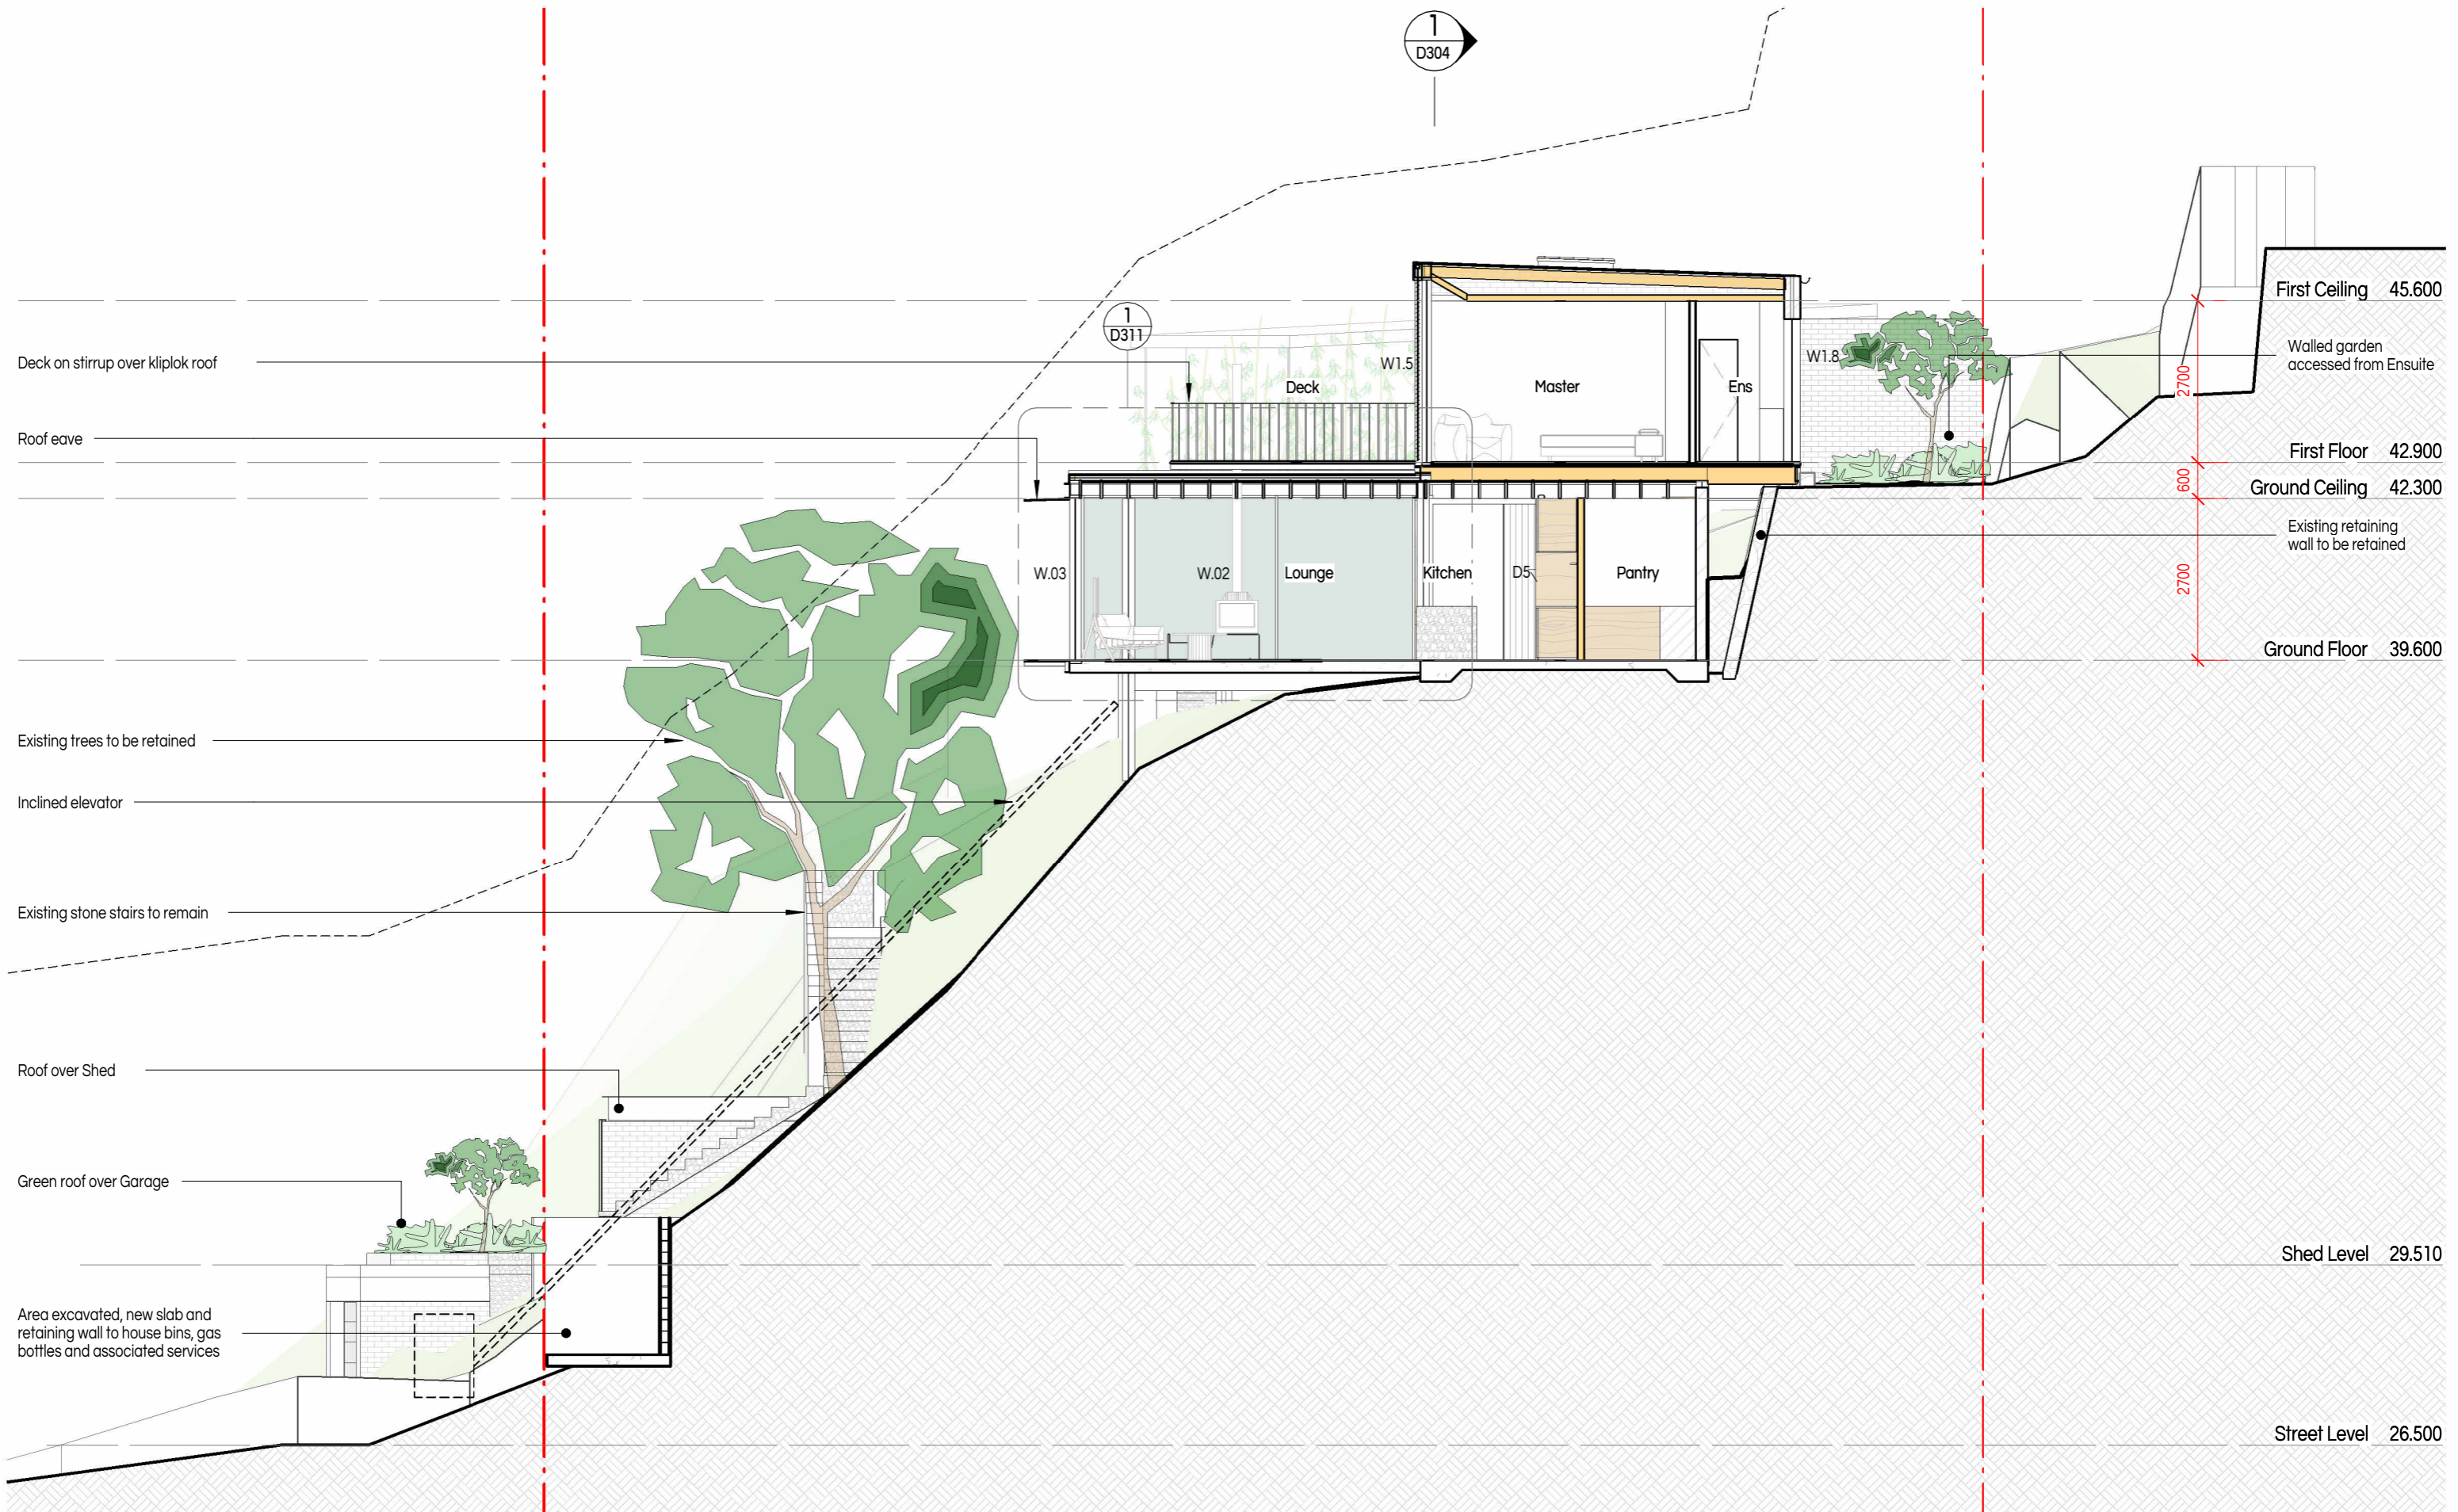 1
D304
First Ceiling 45.600
1
D311
Deck on stirrup over kliplok roof
W1.5
W1.8
Walled garden
accessed from Ensuite
2700
Deck
Master
Ens
Roof eave
First Floor 42.900
600
Ground Ceiling 42.300
Existing retaining
wall to be retained
W.03
W.02
Lounge
Kitchen
D5
Pantry
2700
Ground Floor 39.600
Existing trees to be retained
Inclined elevator
Existing stone stairs to remain
Roof over Shed
Green roof over Garage
Shed Level 29.510
Area excavated, new slab and
retaining wall to house bins, gas
bottles and associated services
Street Level 26.500